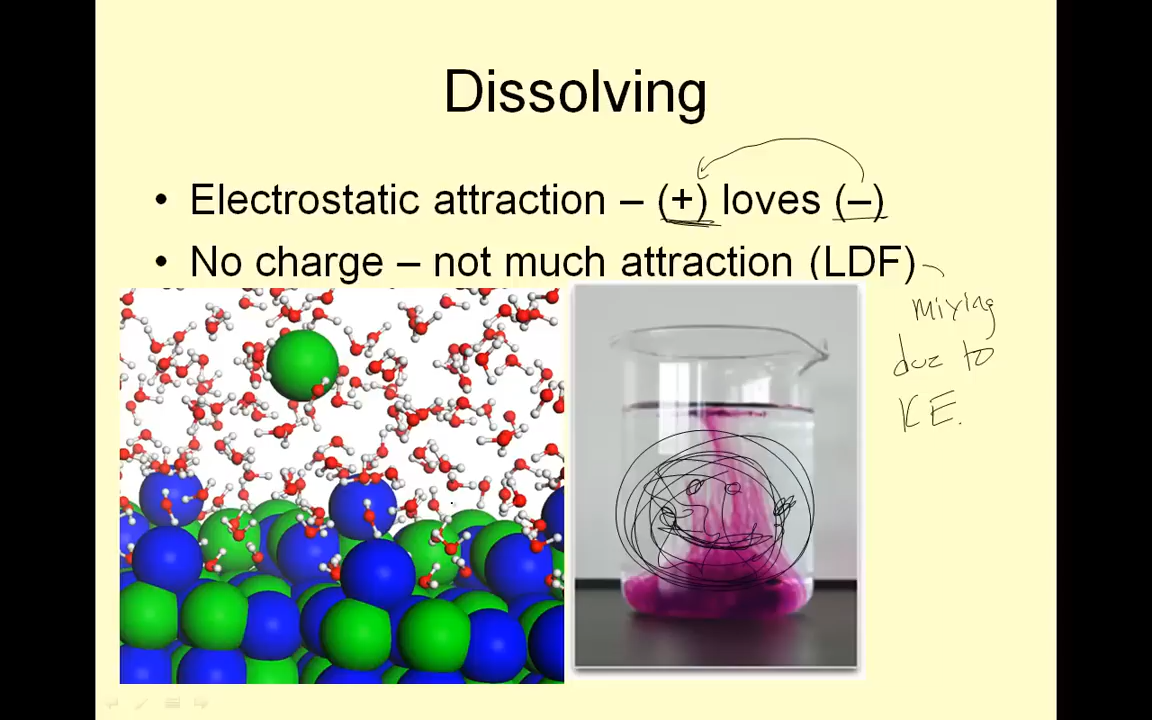 Dissolving
• Electrostatic attraction – (+) loves (–)
• No charge – not much attraction (LDF)
mixing
due to
KE.